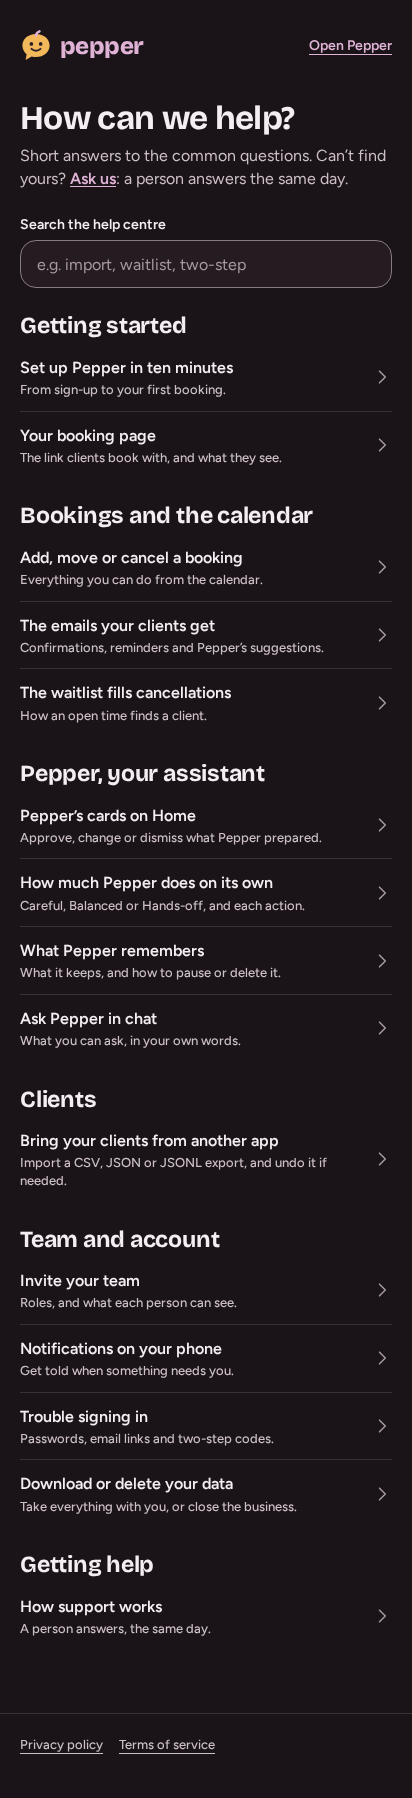 pepper
Open Pepper
How can we help?
Short answers to the common questions. Can’t find
yours? Ask us: a person answers the same day.
Search the help centre
e.g. import, waitlist, two-step
Getting started
Set up Pepper in ten minutes
From sign-up to your first booking.
Your booking page
The link clients book with, and what they see.
Bookings and the calendar
Add, move or cancel a booking
Everything you can do from the calendar.
The emails your clients get
Confirmations, reminders and Pepper’s suggestions.
The waitlist fills cancellations
How an open time finds a client.
Pepper, your assistant
Pepper’s cards on Home
Approve, change or dismiss what Pepper prepared.
How much Pepper does on its own
Careful, Balanced or Hands-off, and each action.
What Pepper remembers
What it keeps, and how to pause or delete it.
Ask Pepper in chat
What you can ask, in your own words.
Clients
Bring your clients from another app
Import a CSV, JSON or JSONL export, and undo it if
needed.
Team and account
Invite your team
Roles, and what each person can see.
Notifications on your phone
Get told when something needs you.
Trouble signing in
Passwords, email links and two-step codes.
Download or delete your data
Take everything with you, or close the business.
Getting help
How support works
A person answers, the same day.
Privacy policy
Terms of service